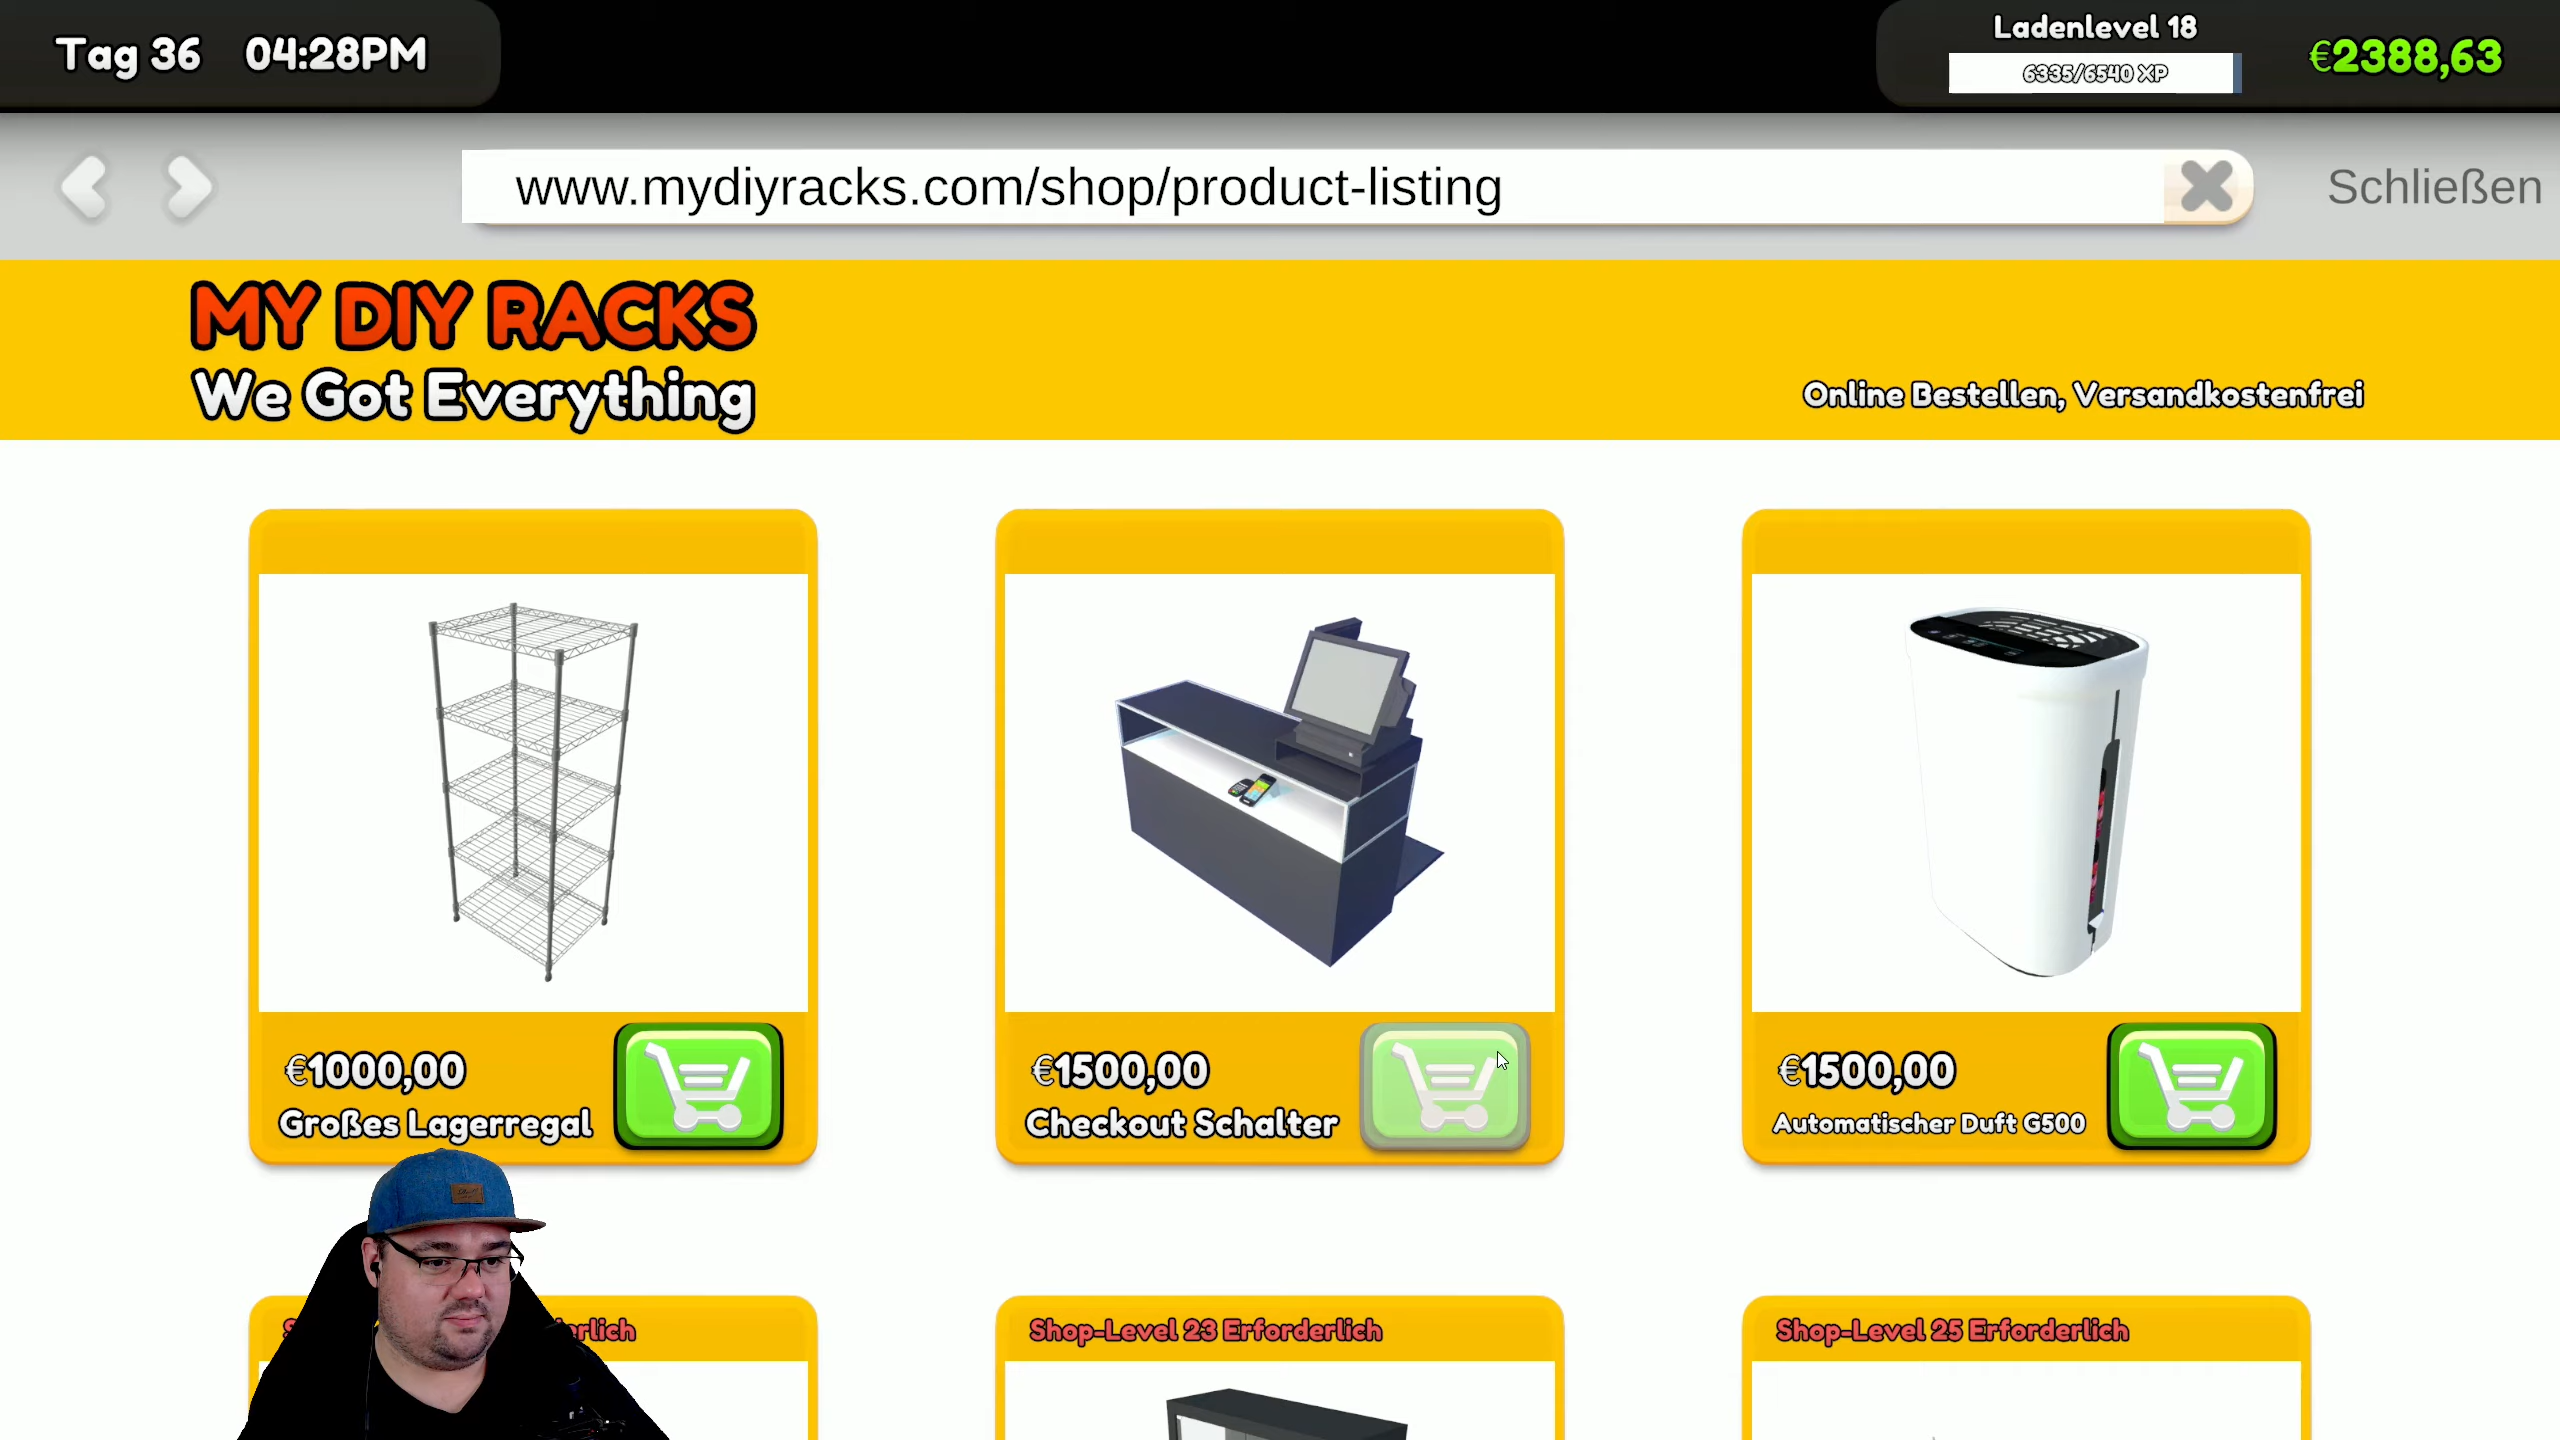 Tag 36 04:28PM
Ladenlevel 18
6335/6540 XP
€2388,63
www.mydiyracks.com/shop/product-listing
Schließen
MY DIY RACKS
We Got Everything
Online Bestellen, Versandkostenfrei
€1000,00
Großes Lagerregal
€1500,00
Checkout Schalter
€1500,00
Automatischer Duft G500
Shop-Level 23 Erforderlich
Shop-Level 25 Erforderlich